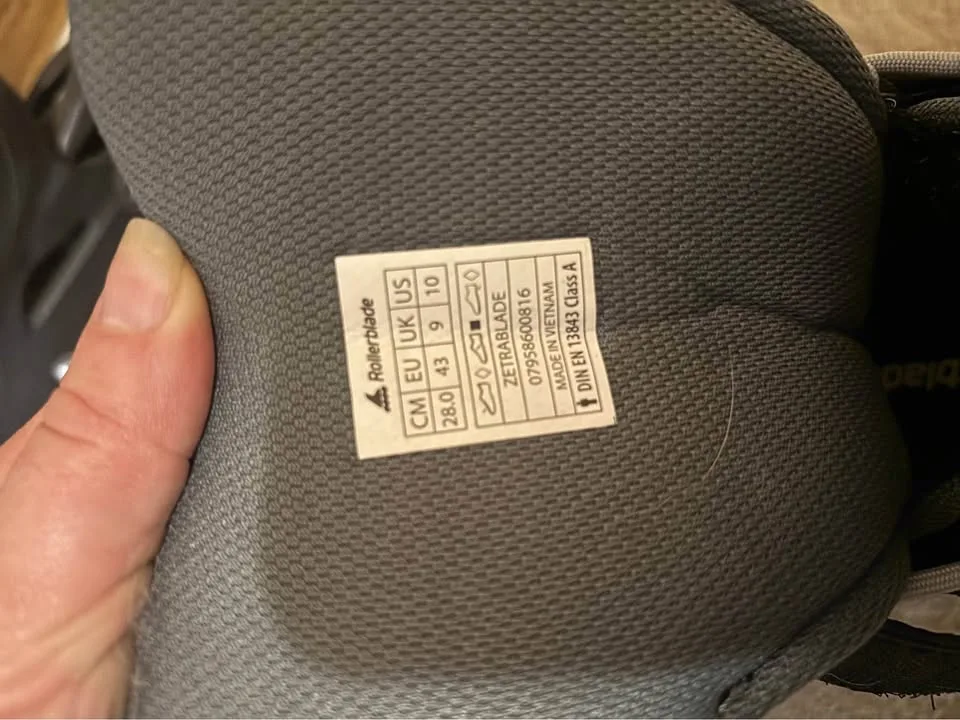 Rollerblade
CM EU UK US
28.0 43 9 10
ZETRABLADE
07958600816
MADE IN VIETNAM
DIN EN 13843 Class A